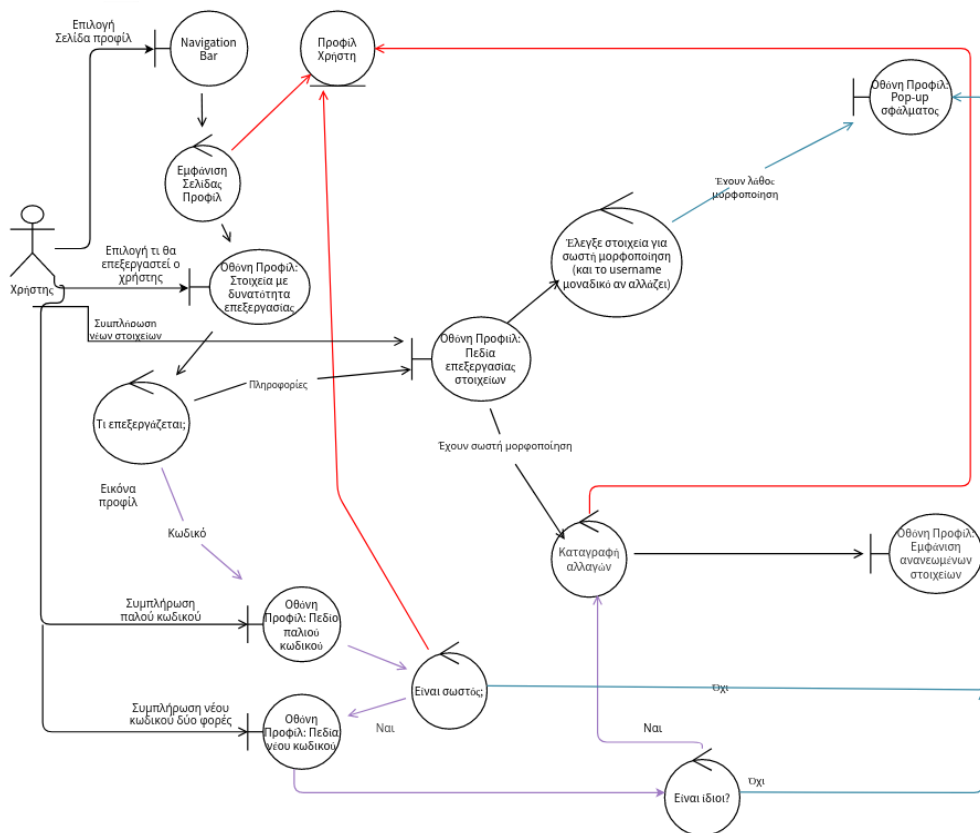 Επιλογή
Σελίδα προφίλ
Navigation
Bar
Προφίλ
Χρήστη
Οθόνη Προφίλ:
Pop-up
σφάλματος
Εμφάνιση
Σελίδας
Προφίλ
Έχουν λάθος
μορφοποίηση
Χρήστης
Επιλογή τι θα
επεξεργαστεί ο
χρήστης
Οθόνη Προφίλ:
Στοιχεία με
δυνατότητα
επεξεργασίας
Έλεγξε στοιχεία για
σωστή μορφοποίηση
(και το username
μοναδικό αν αλλάζει)
Συμπλήρωση
νέων στοιχείων
Οθόνη Προφιίλ:
Πεδία
επεξεργασίας
στοιχείων
Πληροφορίες
Τι επεξεργάζεται;
Έχουν σωστή μορφοποίηση
Εικόνα
προφίλ
Κωδικό
Καταγραφή
αλλαγών
Οθόνη Προφίλ:
Εμφάνιση
ανανεωμένων
στοιχείων
Συμπλήρωση
παλού κωδικού
Οθόνη
Προφίλ: Πεδίο
παλιού
κωδικού
Είναι σωστός;
Όχι
Συμπλήρωση νέου
κωδικού δύο φορές
Οθόνη
Προφίλ: Πεδία
νέου κωδικού
Ναι
Ναι
Είναι ίδιοι?
Όχι